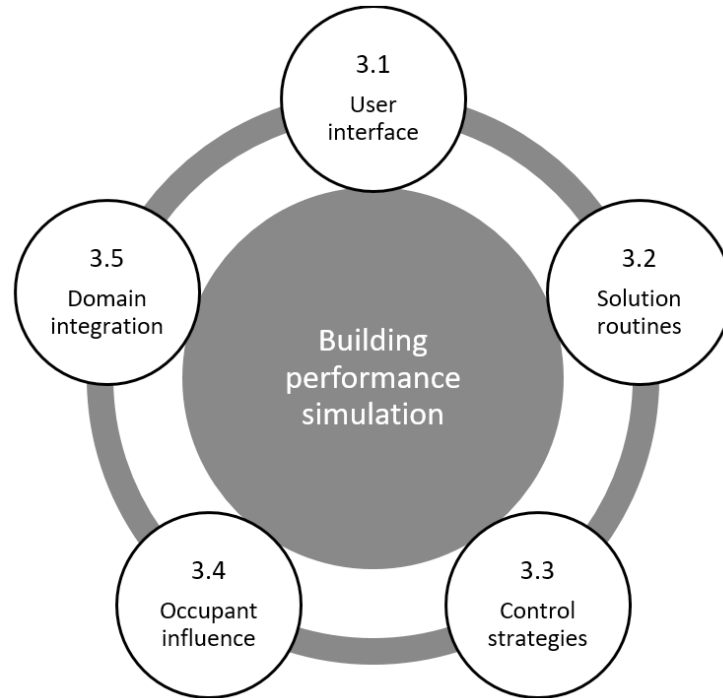 3.1
User
interface
3.2
Solution
routines
3.3
Control
strategies
3.4
Occupant
influence
3.5
Domain
integration
Building
performance
simulation